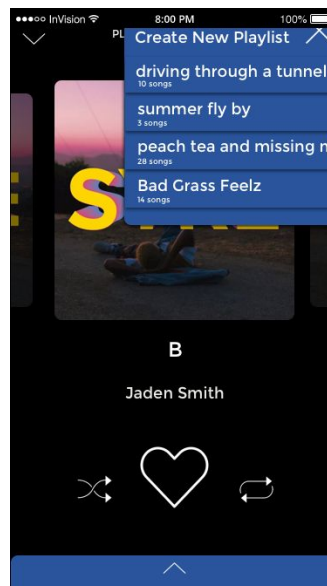 InVision 8:00 PM 100%
PL
Create New Playlist
driving through a tunnel
10 songs
summer fly by
3 songs
peach tea and missing
28 songs
Bad Grass Feelz
14 songs
S
B
Jaden Smith